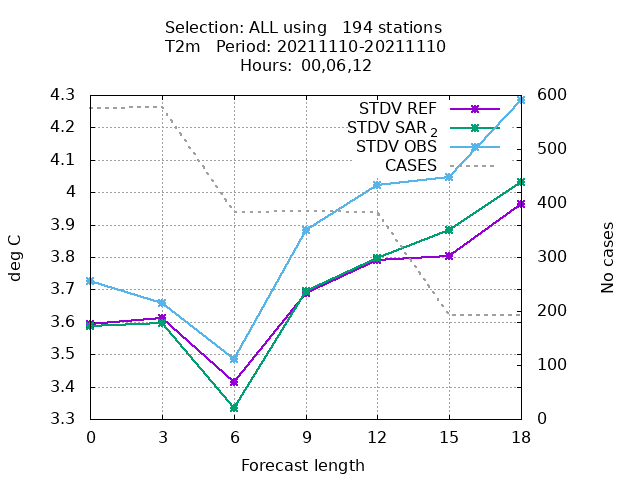 Selection: ALL using   194 stations
T2m   Period: 20211110-20211110
Hours:  00,06,12
4.3
4.2
4.1
4
3.9
3.8
3.7
3.6
3.5
3.4
3.3
600
500
400
300
200
100
0
STDV REF
STDV SAR 2
STDV OBS
CASES
deg C
No cases
0 3 6 9 12 15 18
Forecast length